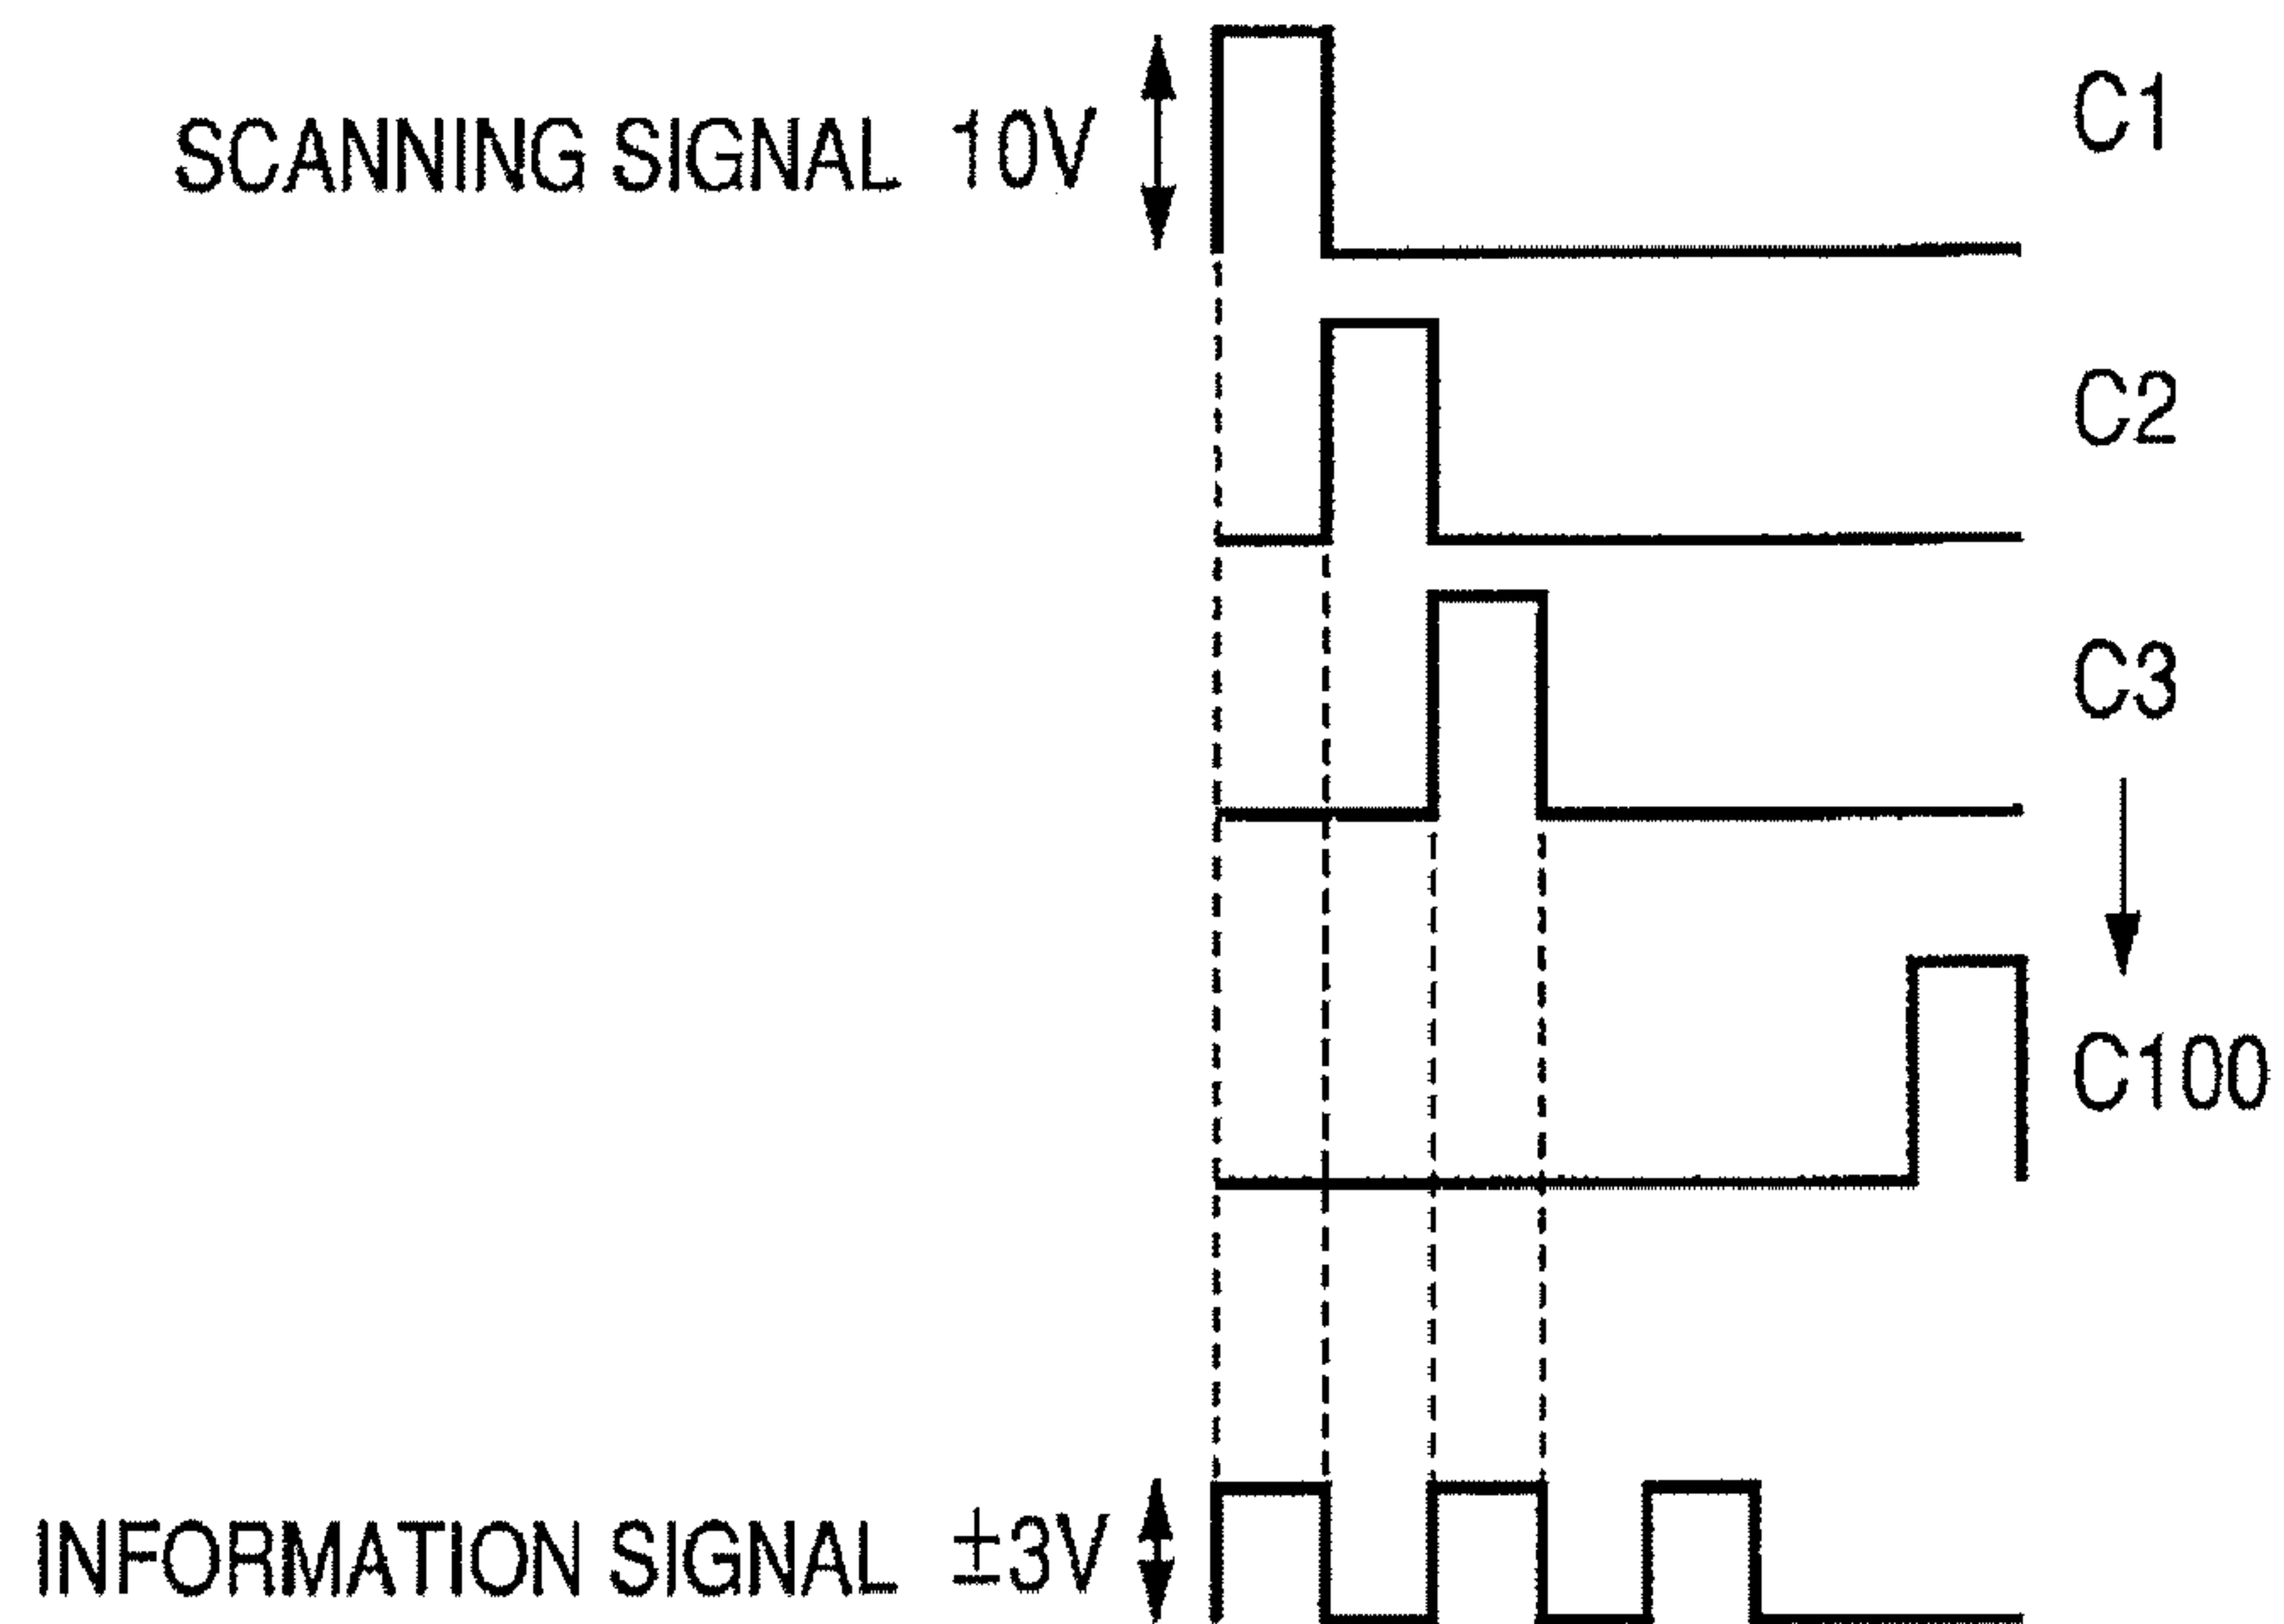 SCANNING SIGNAL 10V
C1
C2
C3
C100
INFORMATION SIGNAL ±3V